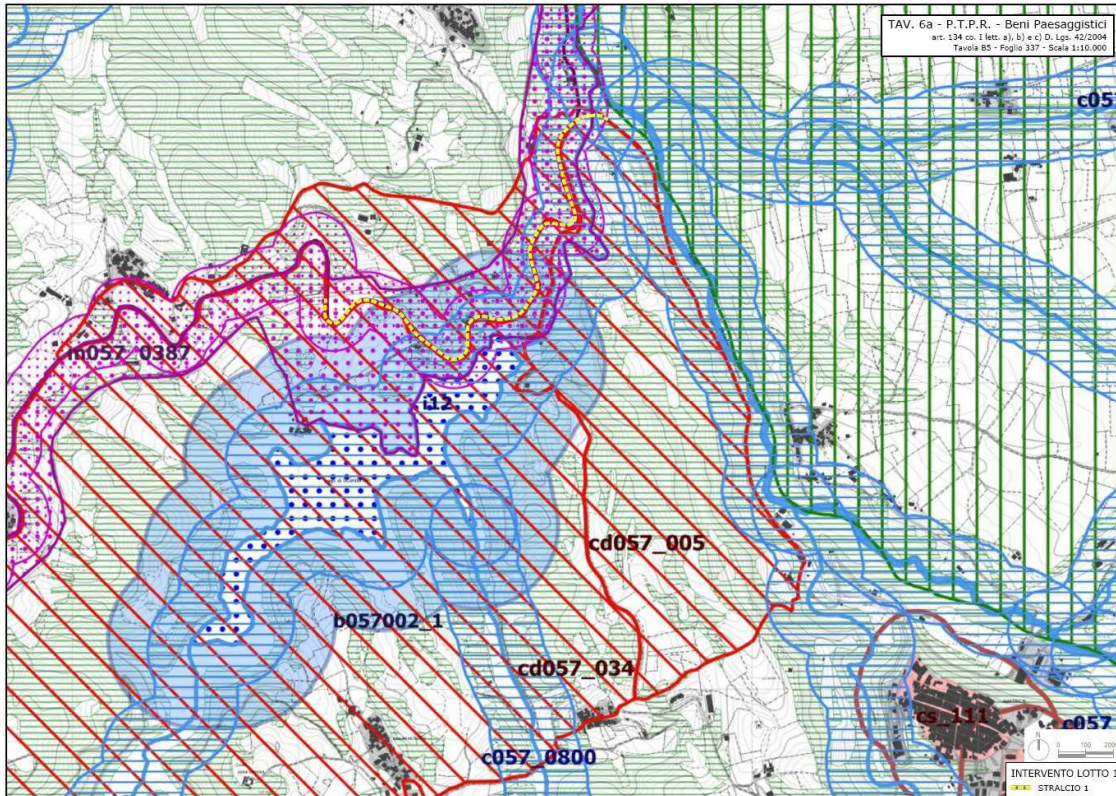 TAV. 6a - P.T.P.R. - Beni Paesaggistici
art. 134 co. I lett. a), b) e c) D. Lgs. 42/2004
Tavola B5 - Foglio 337 - Scala 1:10.000
c057
m057_0387
i12
cd057_005
b057002_1
cd057_034
cs_111
c057
c057_0800
N
0 100 200
INTERVENTO LOTTO 1
STRALCIO 1